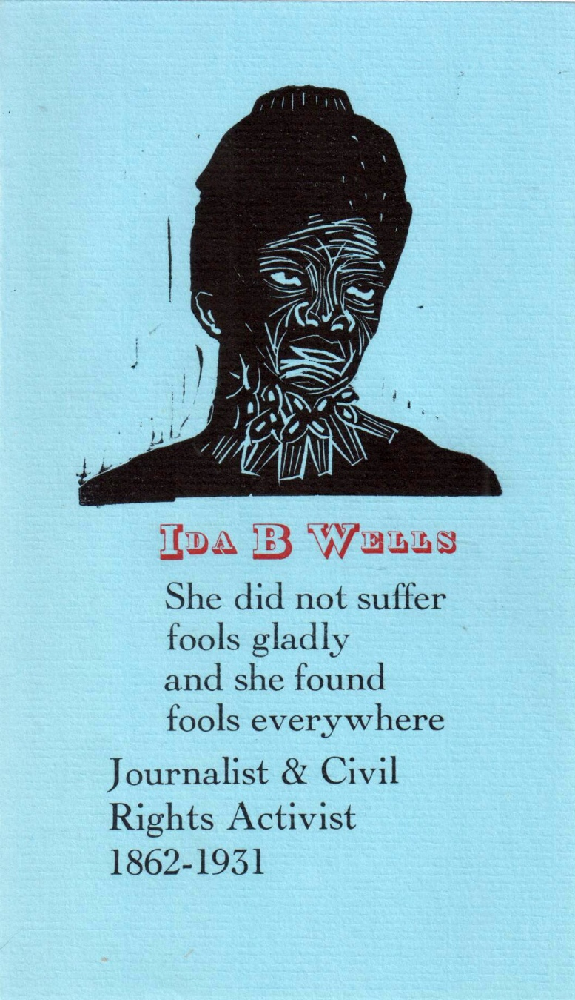 Ida B Wells
She did not suffer
fools gladly
and she found
fools everywhere
Journalist & Civil
Rights Activist
1862-1931